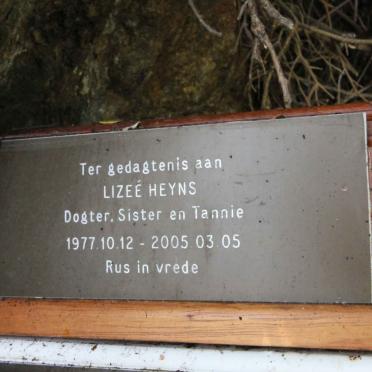 Ter gedagtenis aan
LIZEÉ HEYNS
Dogter, Sister en Tannie
1977.10.12 - 2005 03 05
Rus in vrede